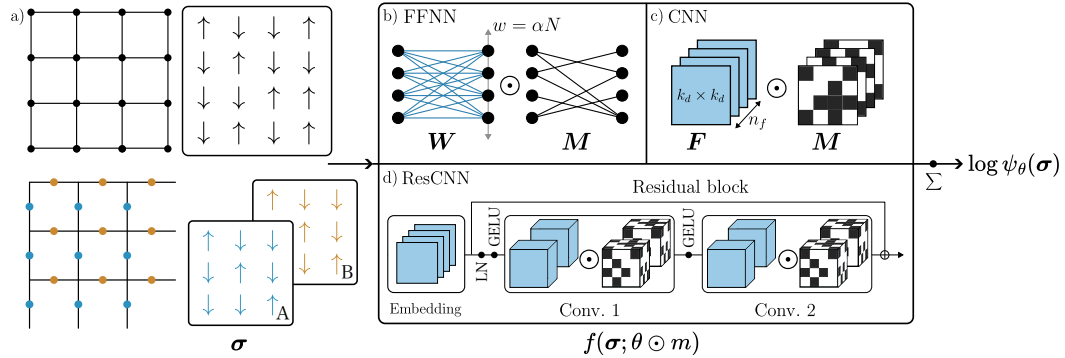 a)
↑ ↓ ↓ ↑
↓ ↑ ↓ ↓
↓ ↓ ↑ ↑
↓ ↑ ↓ ↑
↑ ↓ ↓
↓ ↑ ↓
↓ ↓ ↑
A
↑ ↓ ↓
↓ ↓
↓ ↑
B
σ
b) FFNN
w = αN
⊙
W
M
c) CNN
k_d × k_d
n_f
⊙
F
M
d) ResCNN
Residual block
Embedding
LN
GELU
⊙
Conv. 1
GELU
⊙
Conv. 2
⊕
f(σ; θ ⊙ m)
Σ
log ψ_θ(σ)